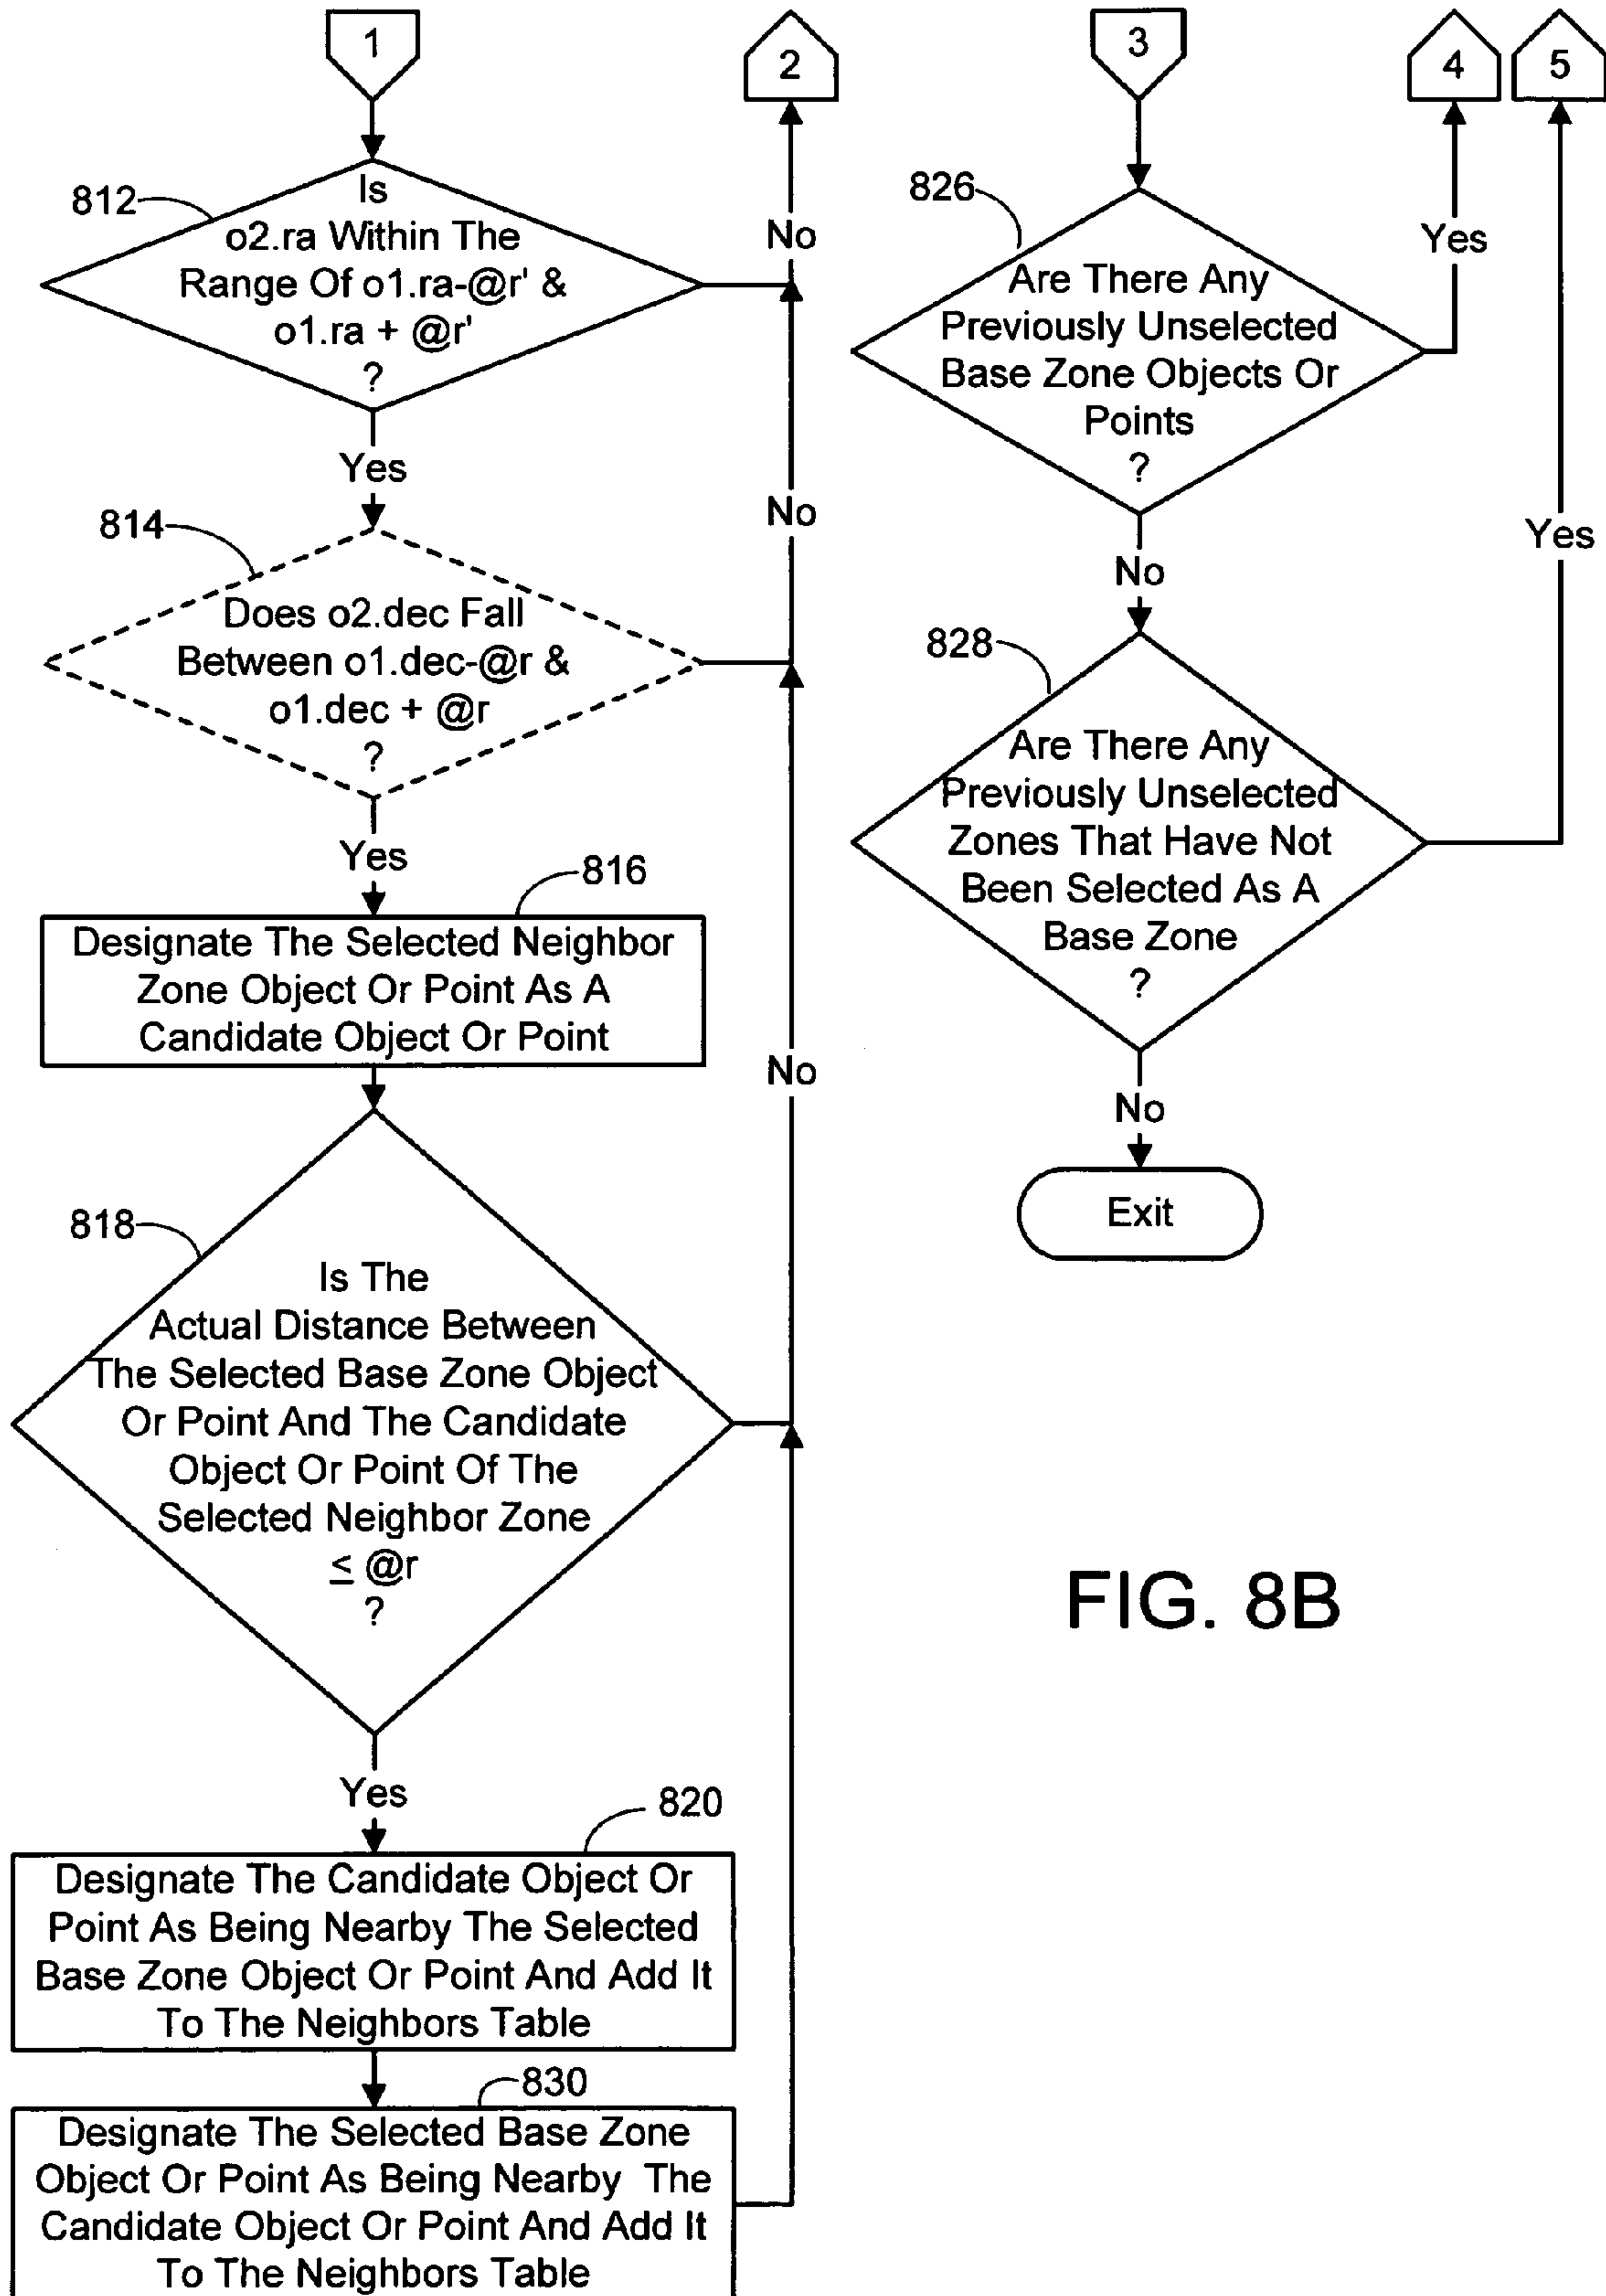 1
2
3
4
5
812
Is
o2.ra Within The
Range Of o1.ra-@r' &
o1.ra + @r'
?
No
Yes
814
Does o2.dec Fall
Between o1.dec-@r &
o1.dec + @r
?
No
Yes
816
Designate The Selected Neighbor
Zone Object Or Point As A
Candidate Object Or Point
818
Is The
Actual Distance Between
The Selected Base Zone Object
Or Point And The Candidate
Object Or Point Of The
Selected Neighbor Zone
≤ @r
?
No
Yes
820
Designate The Candidate Object Or
Point As Being Nearby The Selected
Base Zone Object Or Point And Add It
To The Neighbors Table
830
Designate The Selected Base Zone
Object Or Point As Being Nearby The
Candidate Object Or Point And Add It
To The Neighbors Table
826
Are There Any
Previously Unselected
Base Zone Objects Or
Points
?
Yes
No
828
Are There Any
Previously Unselected
Zones That Have Not
Been Selected As A
Base Zone
?
Yes
No
Exit
FIG. 8B